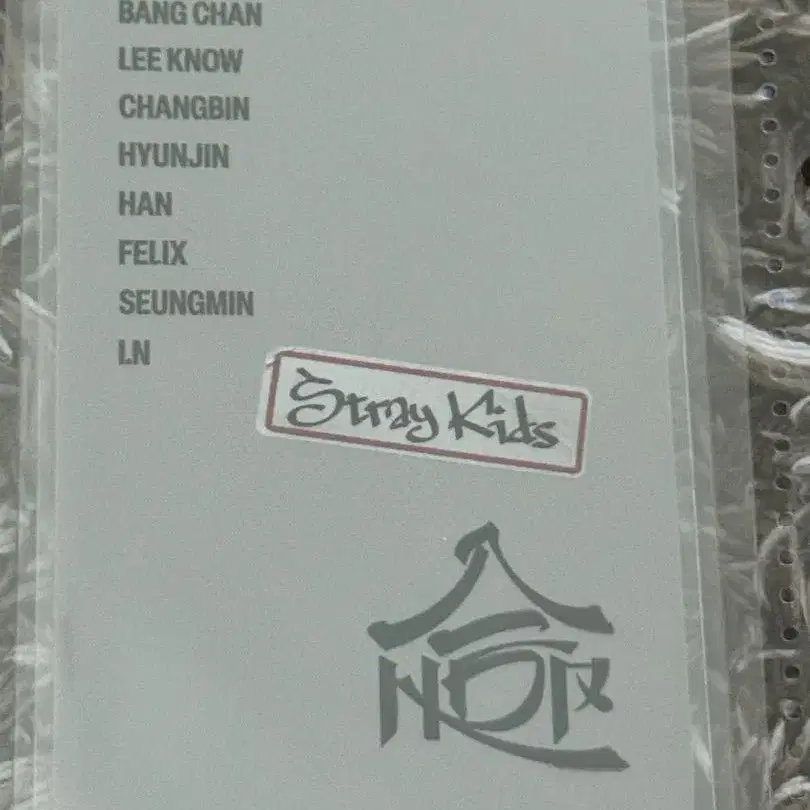 BANG CHAN
LEE KNOW
CHANGBIN
HYUNJIN
HAN
FELIX
SEUNGMIN
I.N
Stray Kids